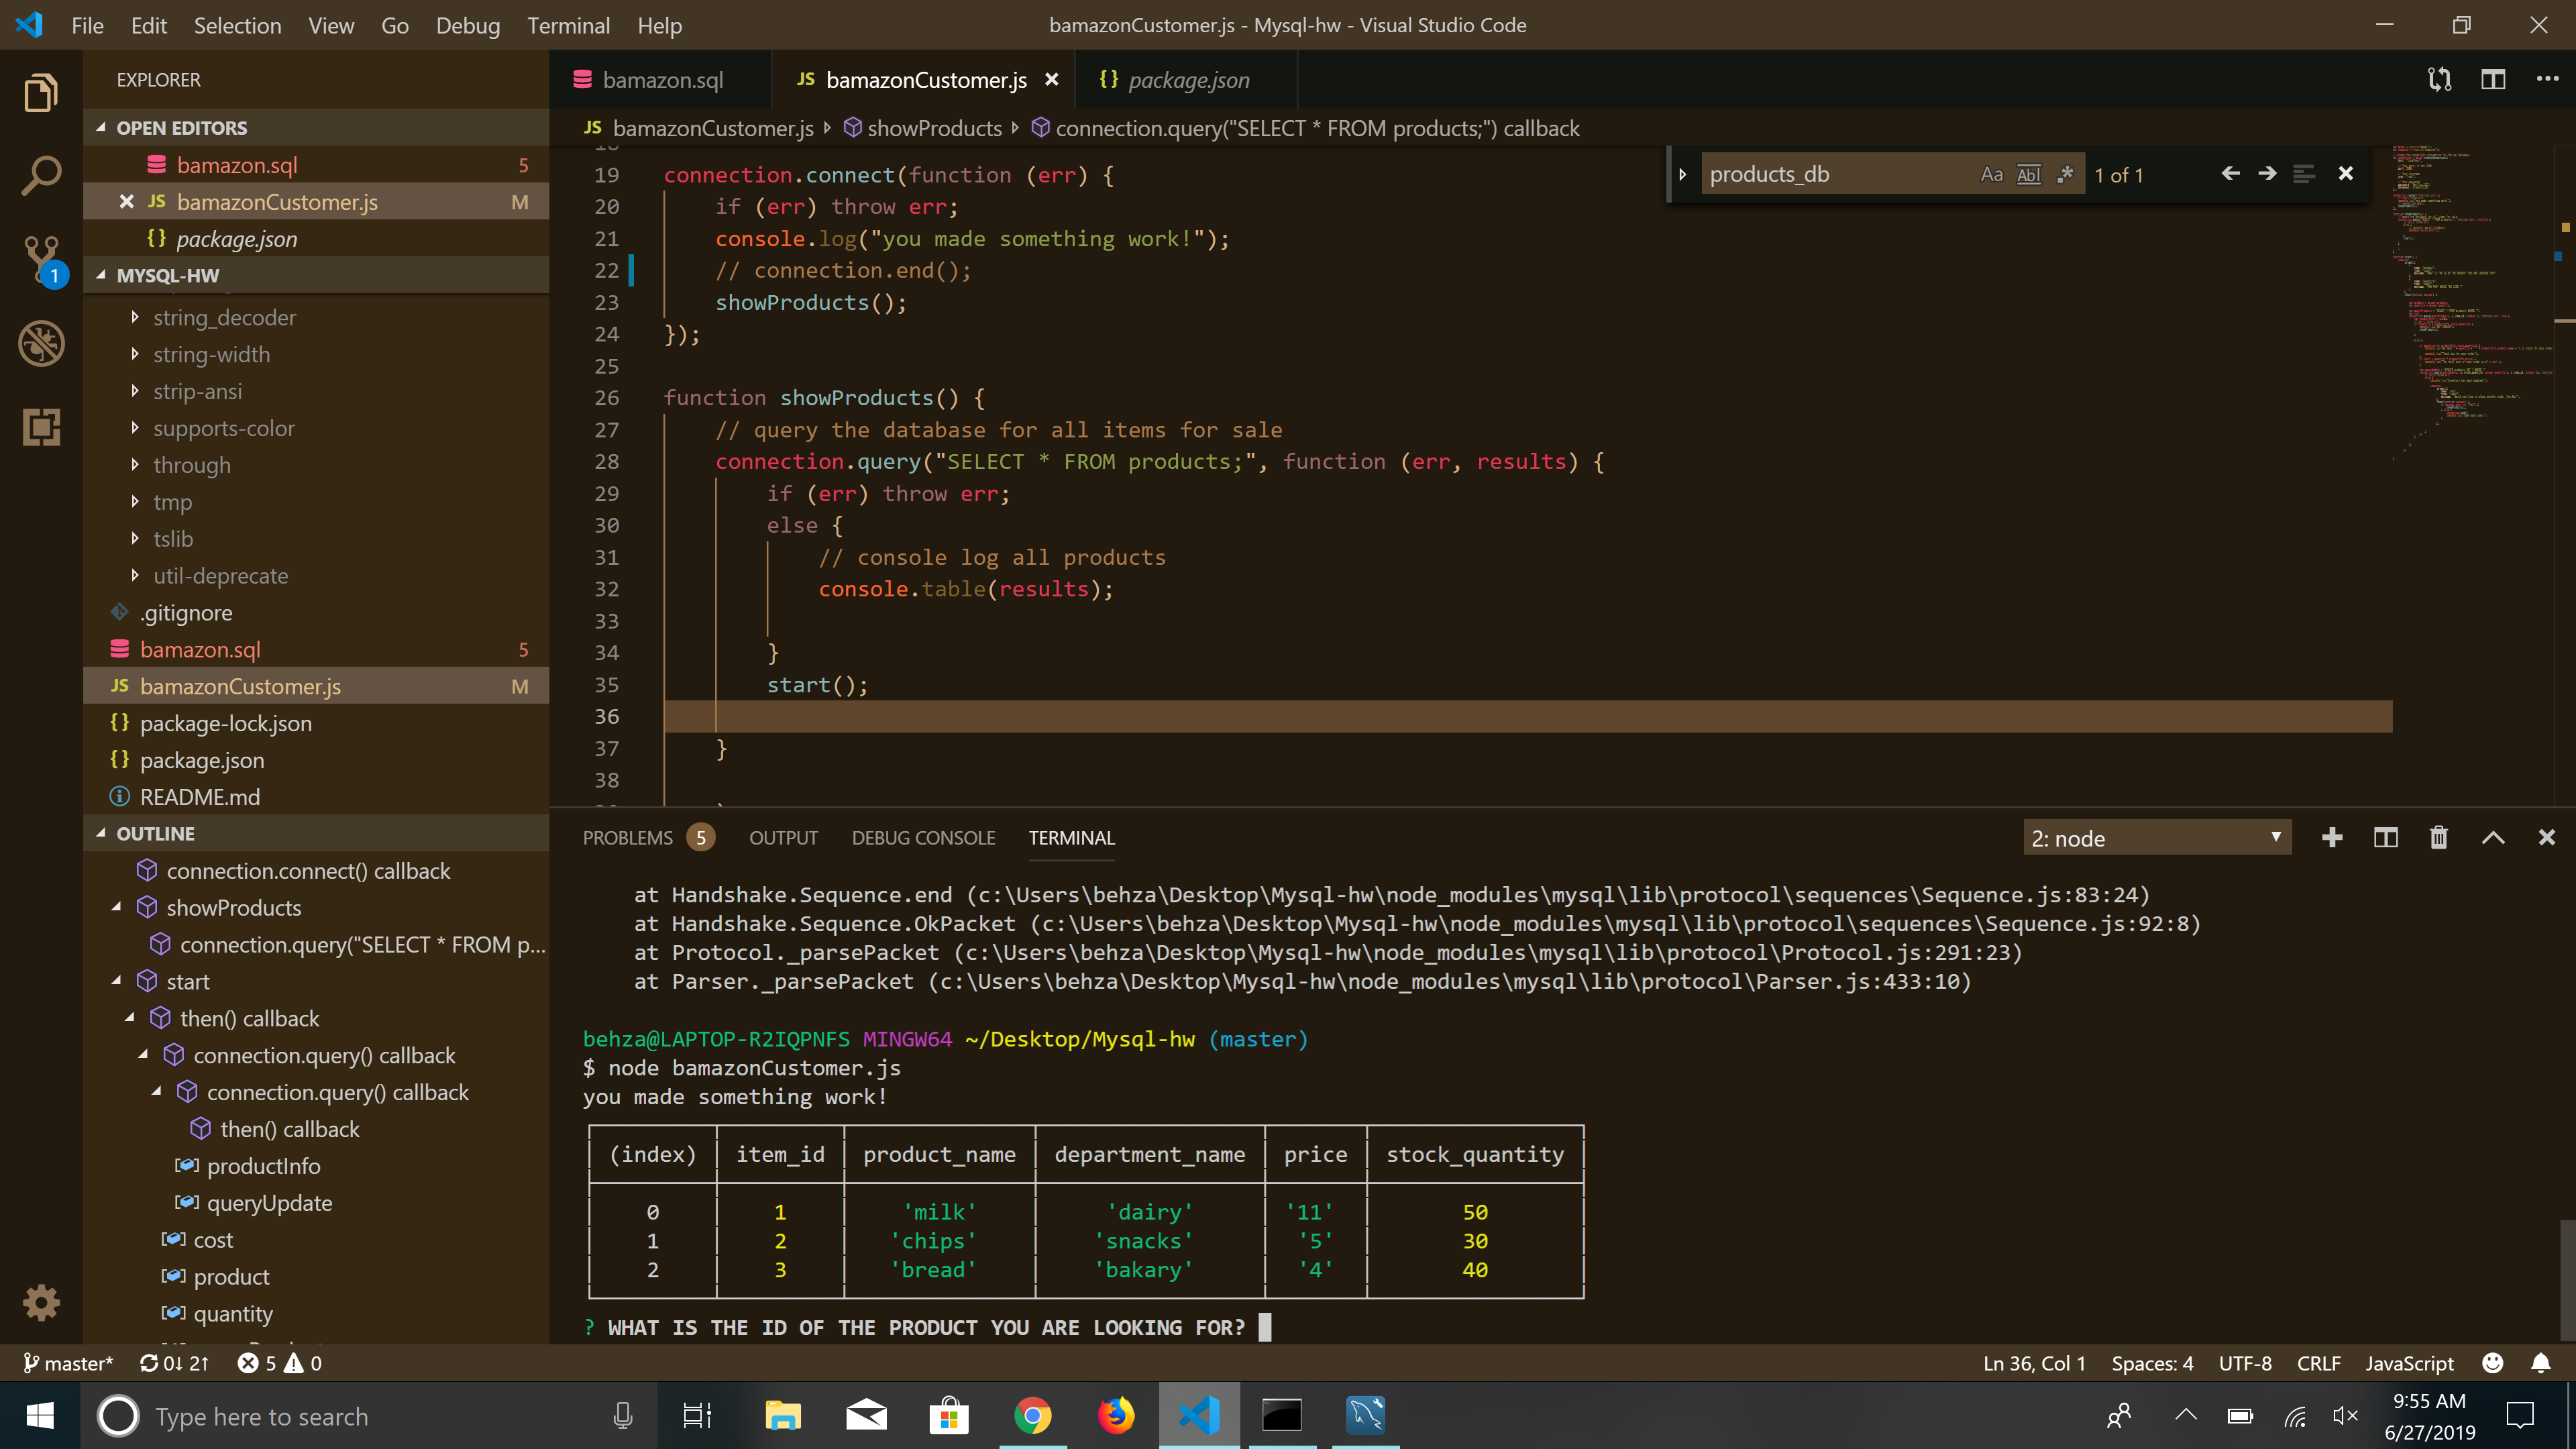 File Edit Selection View Go Debug Terminal Help
bamazonCustomer.js - Mysql-hw - Visual Studio Code
EXPLORER
OPEN EDITORS
bamazon.sql 5
bamazonCustomer.js M
package.json
MYSQL-HW
string_decoder
string-width
strip-ansi
supports-color
through
tmp
tslib
util-deprecate
.gitignore
bamazon.sql 5
JS bamazonCustomer.js M
{} package-lock.json
{} package.json
README.md
OUTLINE
connection.connect() callback
showProducts
connection.query("SELECT * FROM p...
start
then() callback
connection.query() callback
connection.query() callback
then() callback
productInfo
queryUpdate
cost
product
quantity
bamazon.sql JS bamazonCustomer.js {} package.json
JS bamazonCustomer.js showProducts connection.query("SELECT * FROM products;") callback
products_db Aa Abl .* 1 of 1
19 connection.connect(function (err) {
20 if (err) throw err;
21 console.log("you made something work!");
22 // connection.end();
23 showProducts();
24 });
25
26 function showProducts() {
27 // query the database for all items for sale
28 connection.query("SELECT * FROM products;", function (err, results) {
29 if (err) throw err;
30 else {
31 // console log all products
32 console.table(results);
33
34 }
35 start();
36
37 }
38
PROBLEMS 5 OUTPUT DEBUG CONSOLE TERMINAL 2: node
at Handshake.Sequence.end (c:\Users\behza\Desktop\Mysql-hw\node_modules\mysql\lib\protocol\sequences\Sequence.js:83:24)
at Handshake.Sequence.OkPacket (c:\Users\behza\Desktop\Mysql-hw\node_modules\mysql\lib\protocol\sequences\Sequence.js:92:8)
at Protocol._parsePacket (c:\Users\behza\Desktop\Mysql-hw\node_modules\mysql\lib\protocol\Protocol.js:291:23)
at Parser._parsePacket (c:\Users\behza\Desktop\Mysql-hw\node_modules\mysql\lib\protocol\Parser.js:433:10)
behza@LAPTOP-R2IQPNFS MINGW64 ~/Desktop/Mysql-hw (master)
$ node bamazonCustomer.js
you made something work!
(index) item_id product_name department_name price stock_quantity
0 1 'milk' 'dairy' '11' 50
1 2 'chips' 'snacks' '5' 30
2 3 'bread' 'bakary' '4' 40
? WHAT IS THE ID OF THE PRODUCT YOU ARE LOOKING FOR?
master* 0↓ 2↑ 5 0
Ln 36, Col 1 Spaces: 4 UTF-8 CRLF JavaScript
1
Type here to search
9:55 AM
6/27/2019